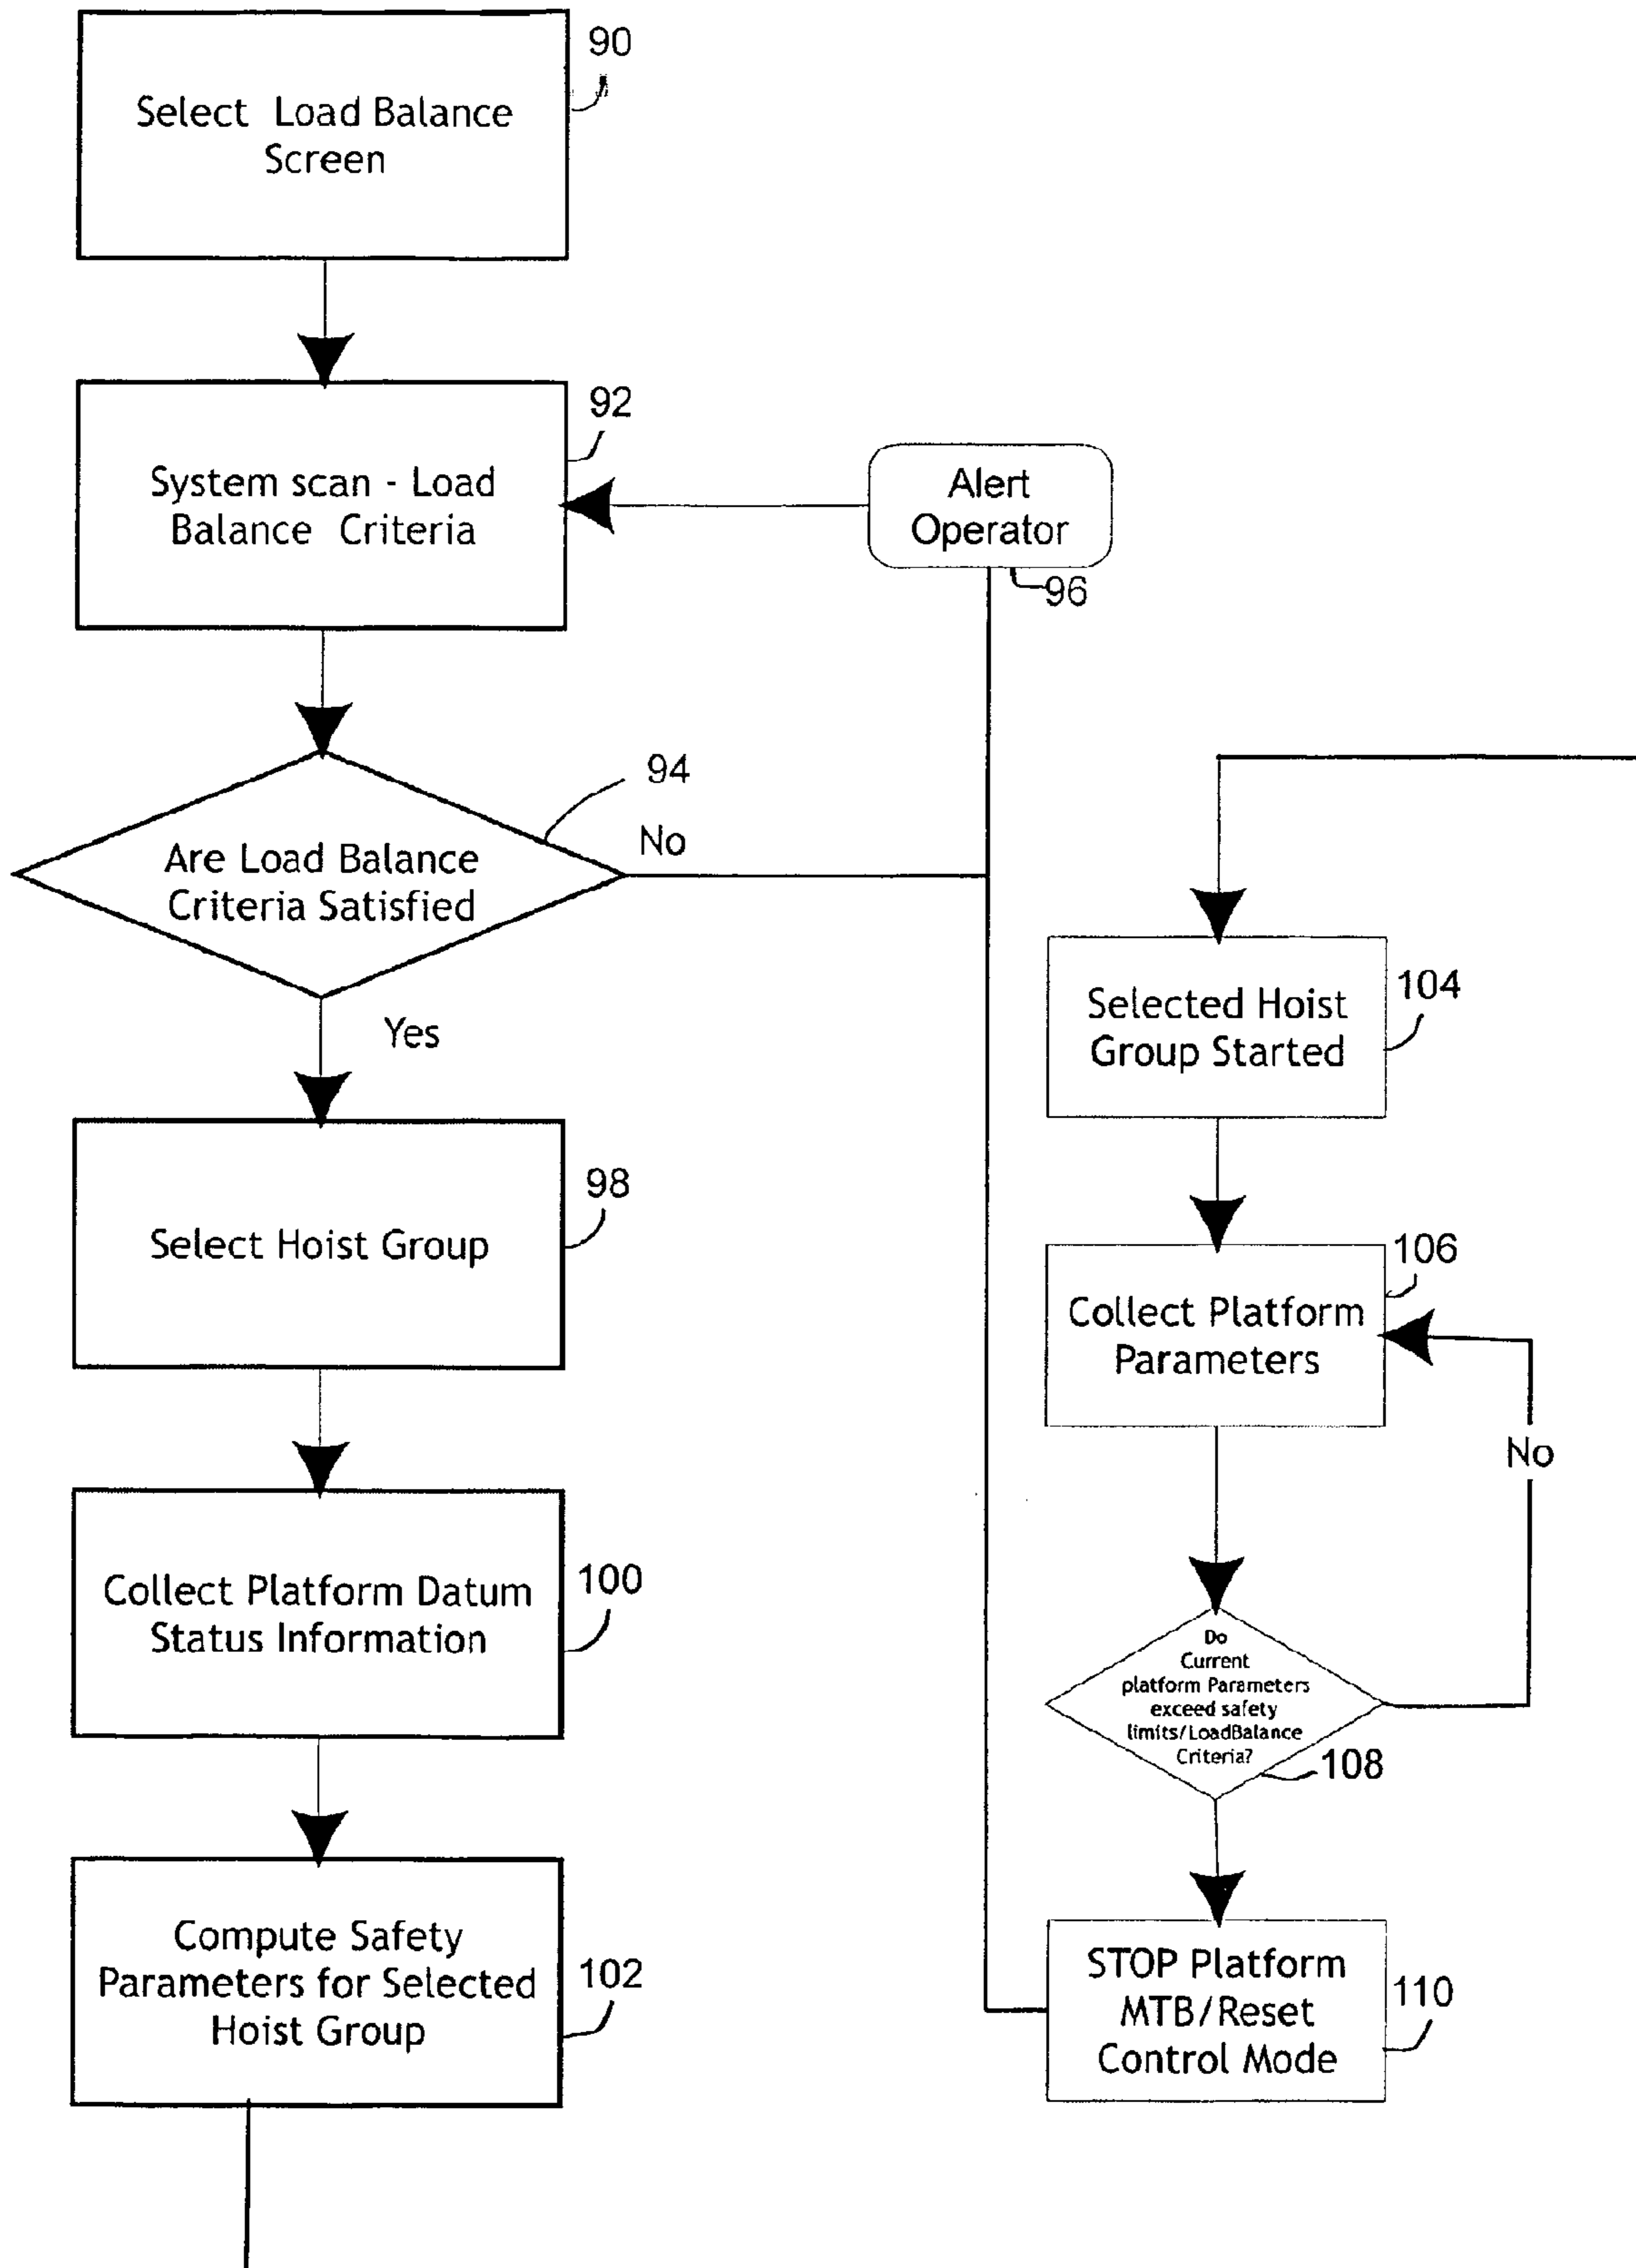 90
Select Load Balance
Screen
92
System scan - Load
Balance Criteria
Alert
Operator
96
94
No
Are Load Balance
Criteria Satisfied
Yes
98
Select Hoist Group
100
Collect Platform Datum
Status Information
102
Compute Safety
Parameters for Selected
Hoist Group
104
Selected Hoist
Group Started
106
Collect Platform
Parameters
No
Do
Current
platform Parameters
exceed safety
limits/LoadBalance
Criteria?
108
110
STOP Platform
MTB/Reset
Control Mode